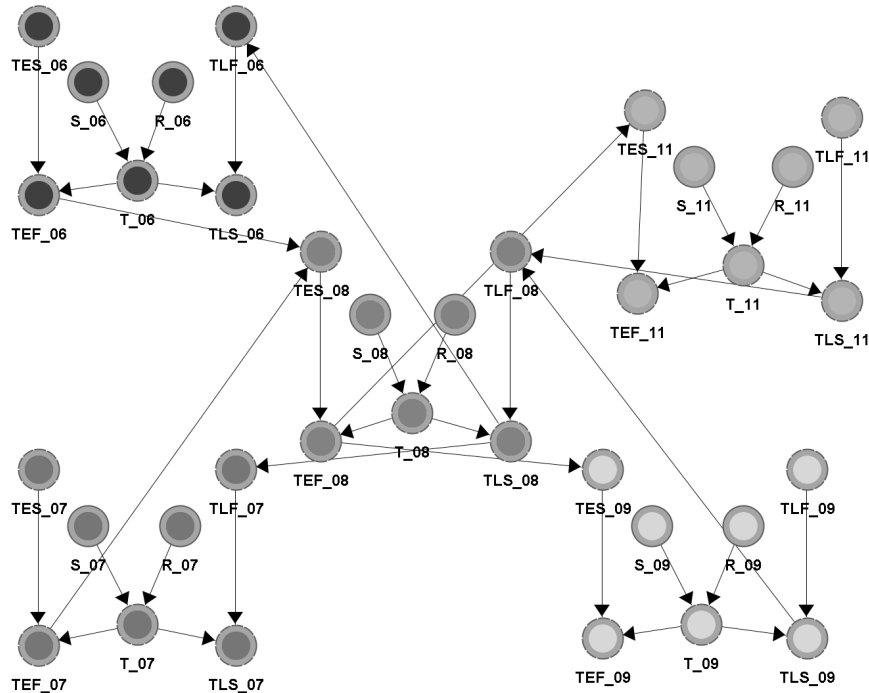 TES_06
TLF_06
S_06
R_06
TEF_06
T_06
TLS_06
TES_11
TLF_11
S_11
R_11
TEF_11
T_11
TLS_11
TES_08
TLF_08
S_08
R_08
TEF_08
T_08
TLS_08
TES_07
TLF_07
S_07
R_07
TEF_07
T_07
TLS_07
TES_09
TLF_09
S_09
R_09
TEF_09
T_09
TLS_09